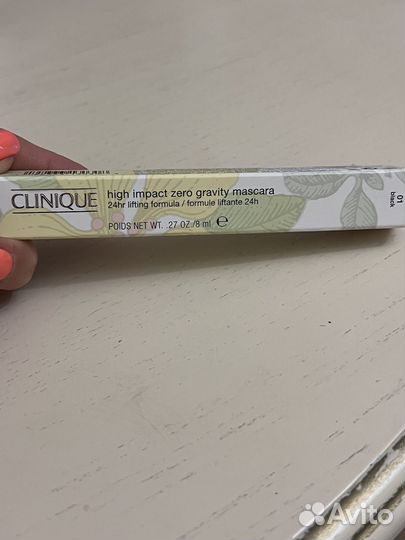 CLINIQUE
high impact zero gravity mascara
24hr lifting formula / formule liftante 24h
POIDS NET WT. .27 OZ/8 ml ℮
01
black
Avito